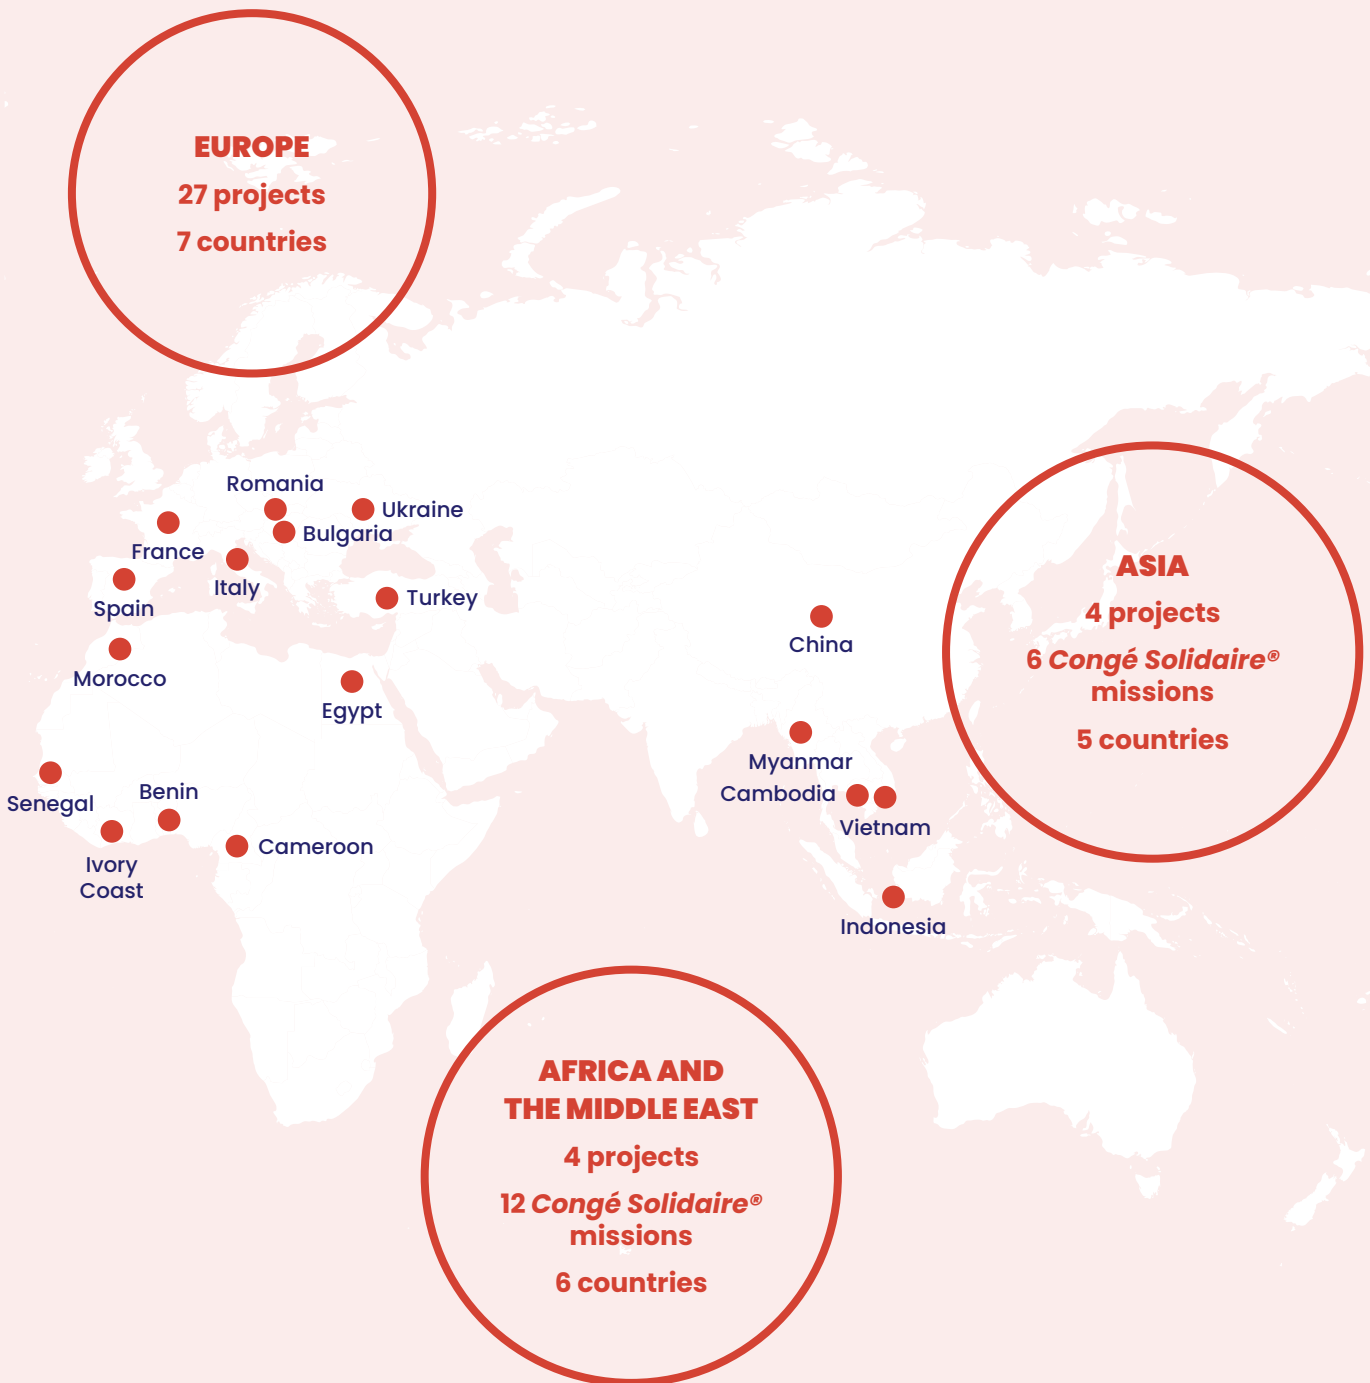 EUROPE
27 projects
7 countries
Romania
Ukraine
Bulgaria
France
Italy
Spain
Turkey
Morocco
Egypt
Senegal
Benin
Ivory
Coast
Cameroon
China
Myanmar
Cambodia
Vietnam
Indonesia
ASIA
4 projects
6 Congé Solidaire®
missions
5 countries
AFRICA AND
THE MIDDLE EAST
4 projects
12 Congé Solidaire®
missions
6 countries